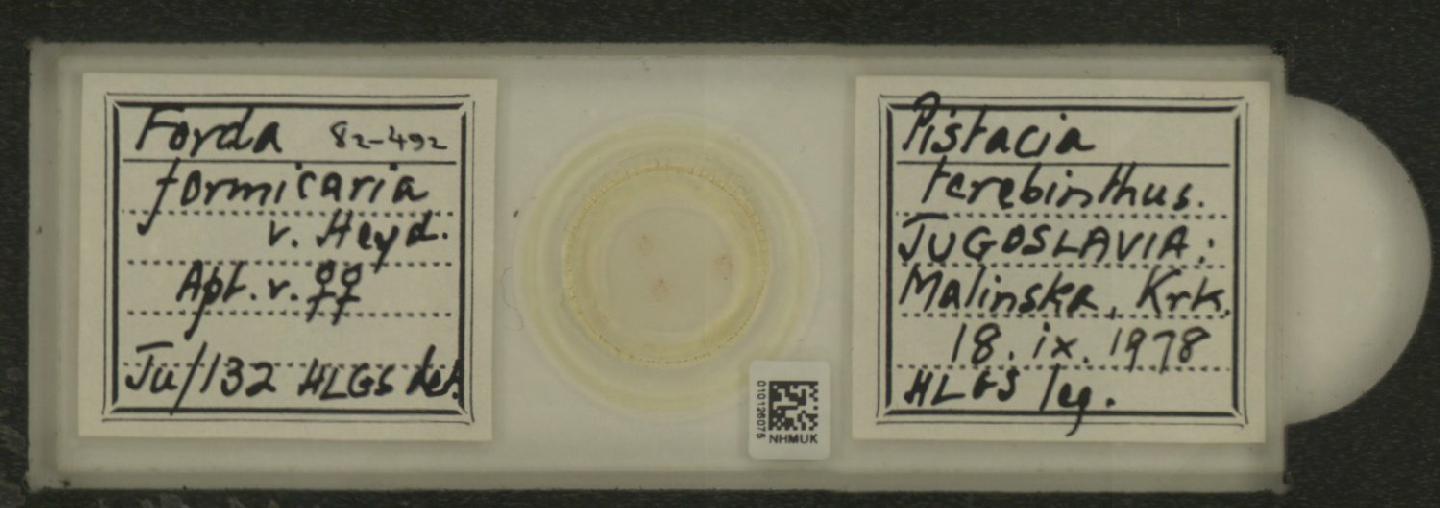 Forda 82-492
formicaria
v. Heyd.
Apt. v. ♀♀
Ju/132 HLGS det.
010126075
NHMUK
Pistacia
terebinthus.
JUGOSLAVIA:
Malinska, Krk.
18. ix. 1978
HLGS leg.